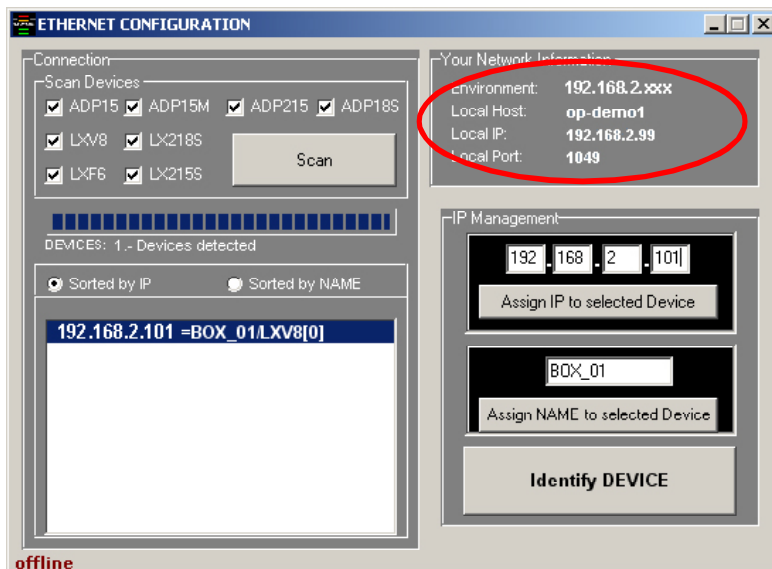 ETHERNET CONFIGURATION
Connection
Scan Devices
ADP15 ADP15M ADP215 ADP18S
LXV8 LX218S
LXF6 LX215S
Scan
DEVICES: 1.- Devices detected
Sorted by IP Sorted by NAME
192.168.2.101 =BOX_01/LXV8[0]
Your Network Information
Environment: 192.168.2.xxx
Local Host: op-demo1
Local IP: 192.168.2.99
Local Port: 1049
IP Management
192 . 168 . 2 . 101
Assign IP to selected Device
BOX_01
Assign NAME to selected Device
Identify DEVICE
offline